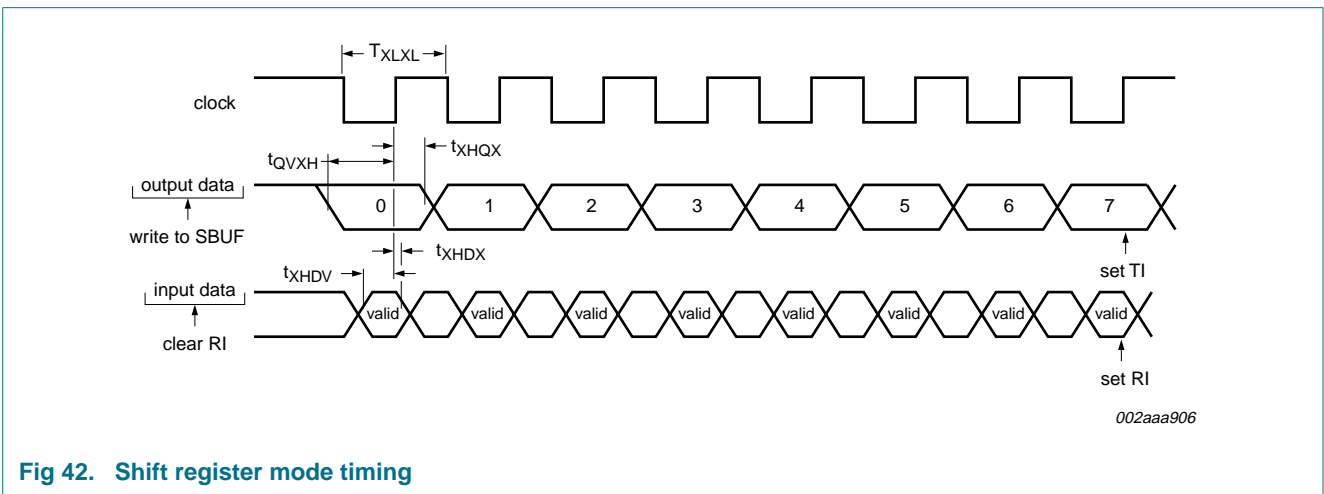 TXLXL
clock
tQVXH
tXHQX
output data
0 1 2 3 4 5 6 7
write to SBUF
tXHDX
set TI
tXHDV
input data
valid valid valid valid valid valid valid valid
clear RI
set RI
002aaa906
Fig 42. Shift register mode timing